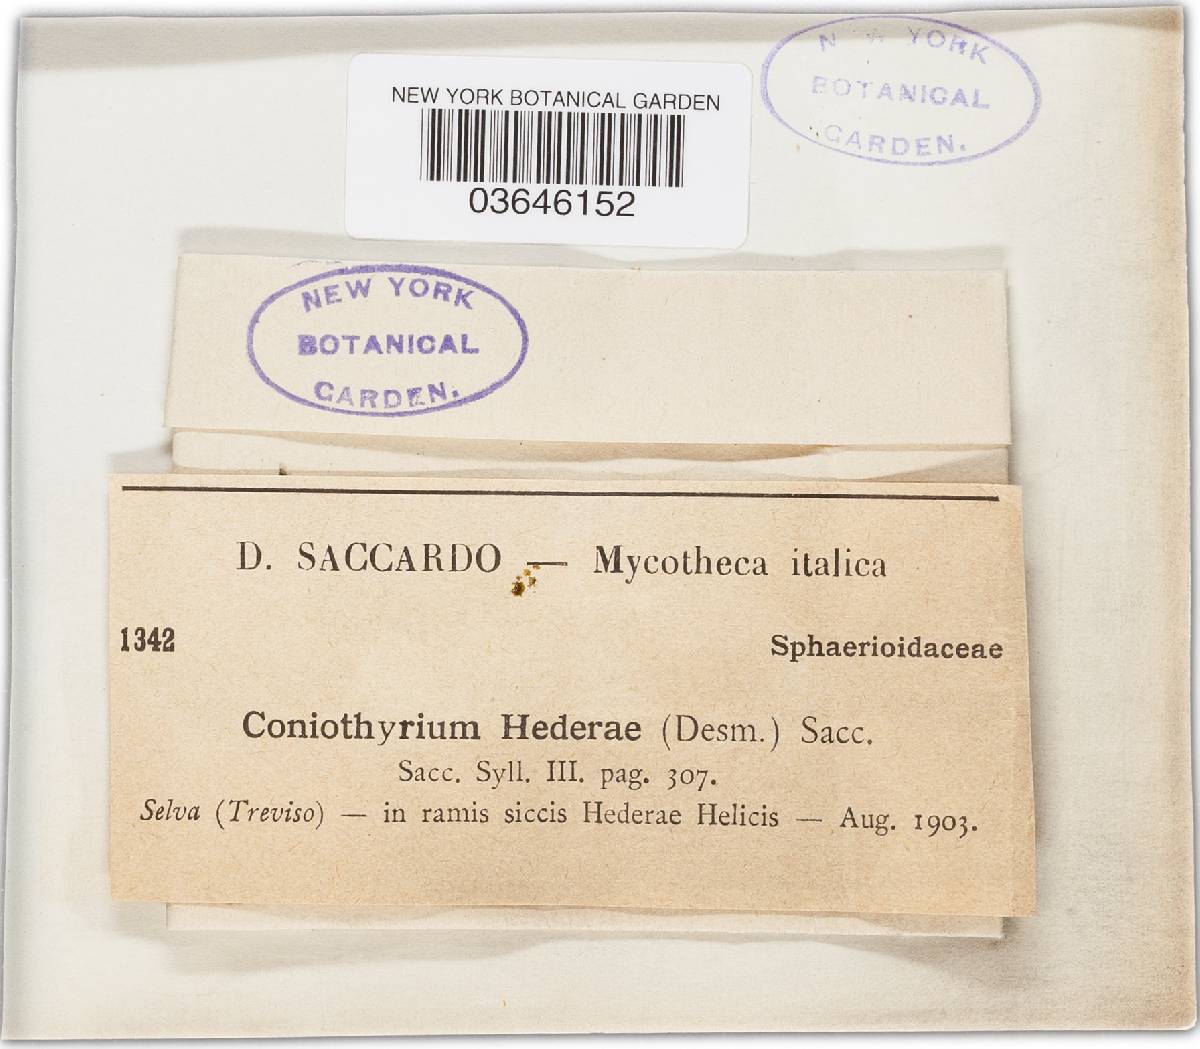 NEW YORK BOTANICAL GARDEN
03646152
YORK
BOTANICAL
GARDEN.
NEW YORK
BOTANICAL
GARDEN.
D. SACCARDO — Mycotheca italica
1342
Sphaerioidaceae
Coniothyrium Hederae (Desm.) Sacc.
Sacc. Syll. III. pag. 307.
Selva (Treviso) — in ramis siccis Hederae Helicis — Aug. 1903.